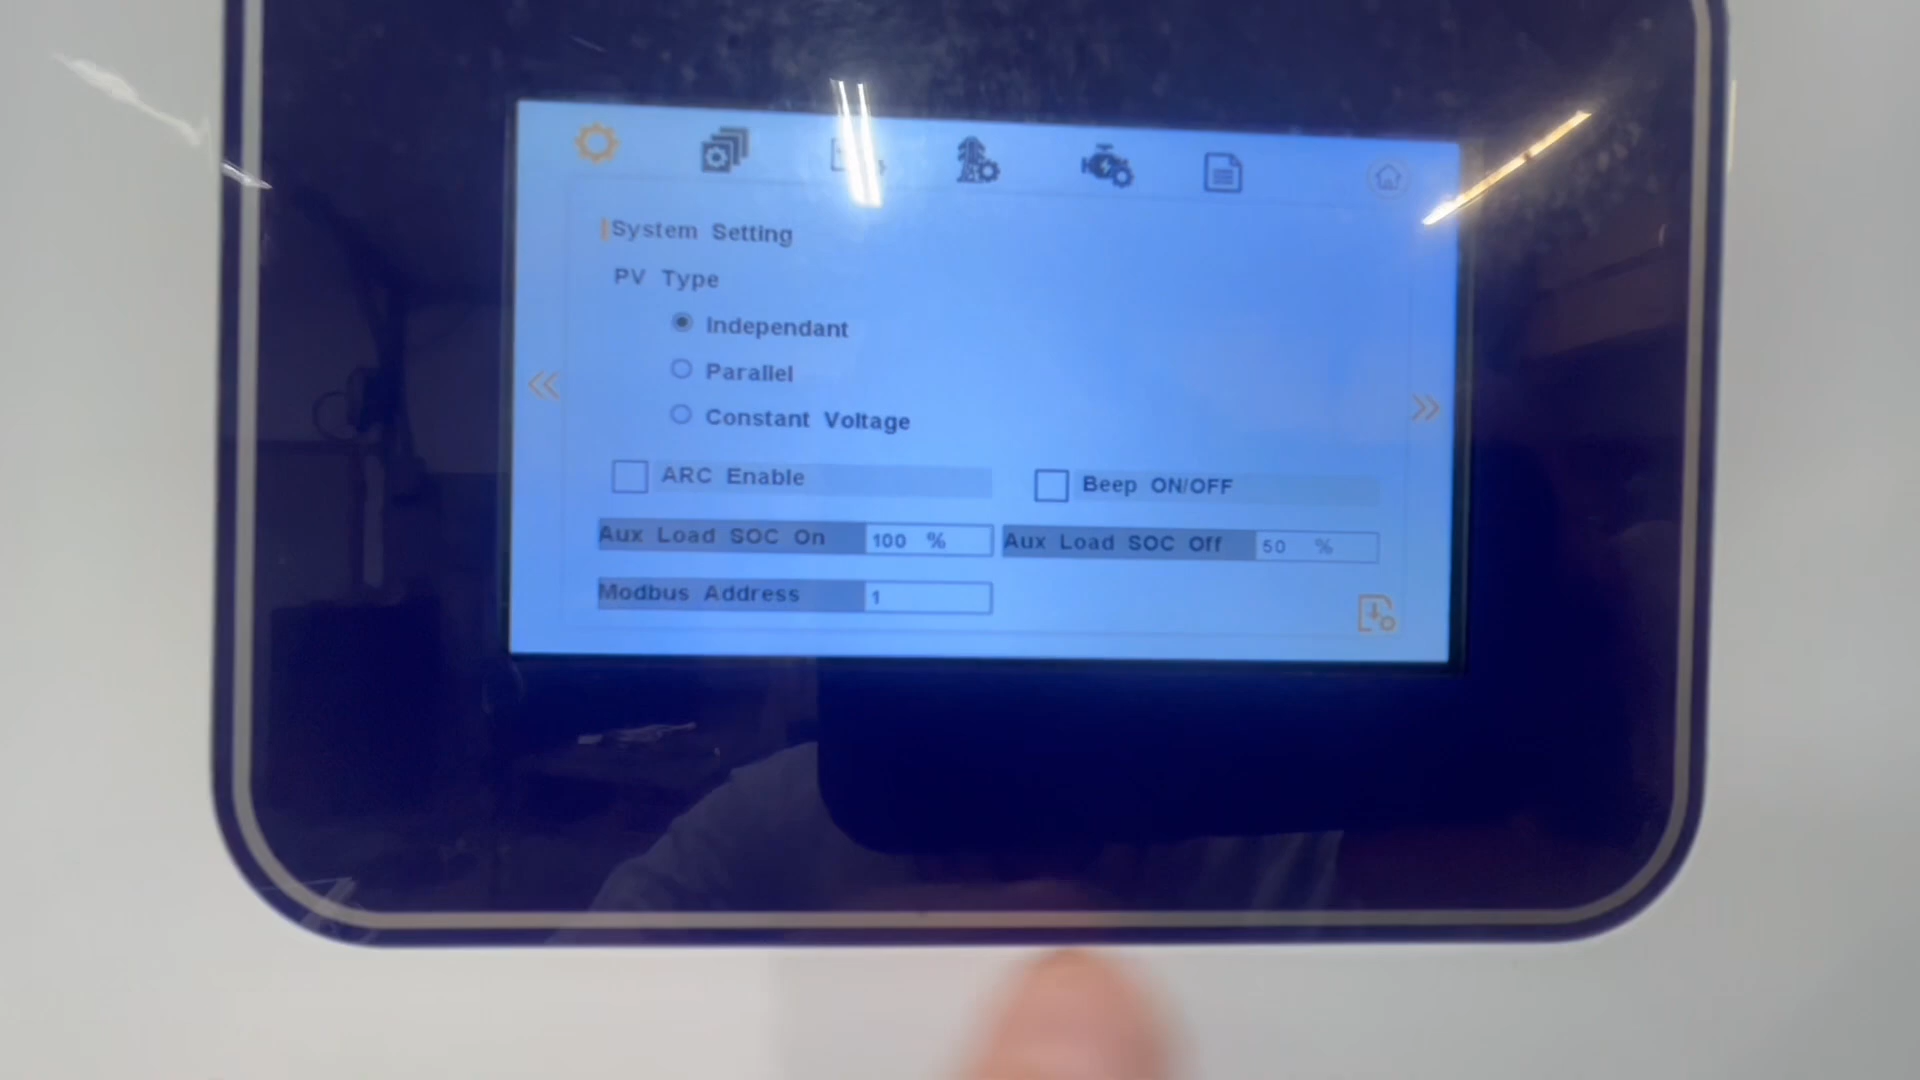 System Setting
PV Type
Independant
Parallel
Constant Voltage
ARC Enable Beep ON/OFF
Aux Load SOC On 100 % Aux Load SOC Off 50 %
Modbus Address 1